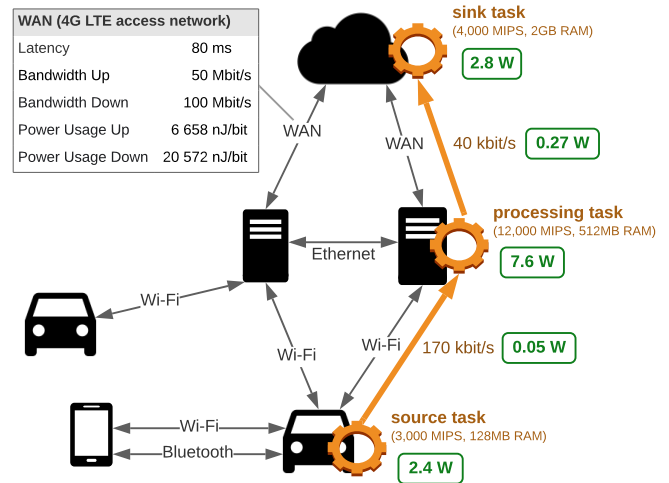 WAN (4G LTE access network)
Latency 80 ms
Bandwidth Up 50 Mbit/s
Bandwidth Down 100 Mbit/s
Power Usage Up 6 658 nJ/bit
Power Usage Down 20 572 nJ/bit
sink task
(4,000 MIPS, 2GB RAM)
2.8 W
WAN
WAN
40 kbit/s
0.27 W
processing task
(12,000 MIPS, 512MB RAM)
7.6 W
Ethernet
Wi-Fi
Wi-Fi
Wi-Fi
170 kbit/s
0.05 W
source task
(3,000 MIPS, 128MB RAM)
2.4 W
Wi-Fi
Bluetooth